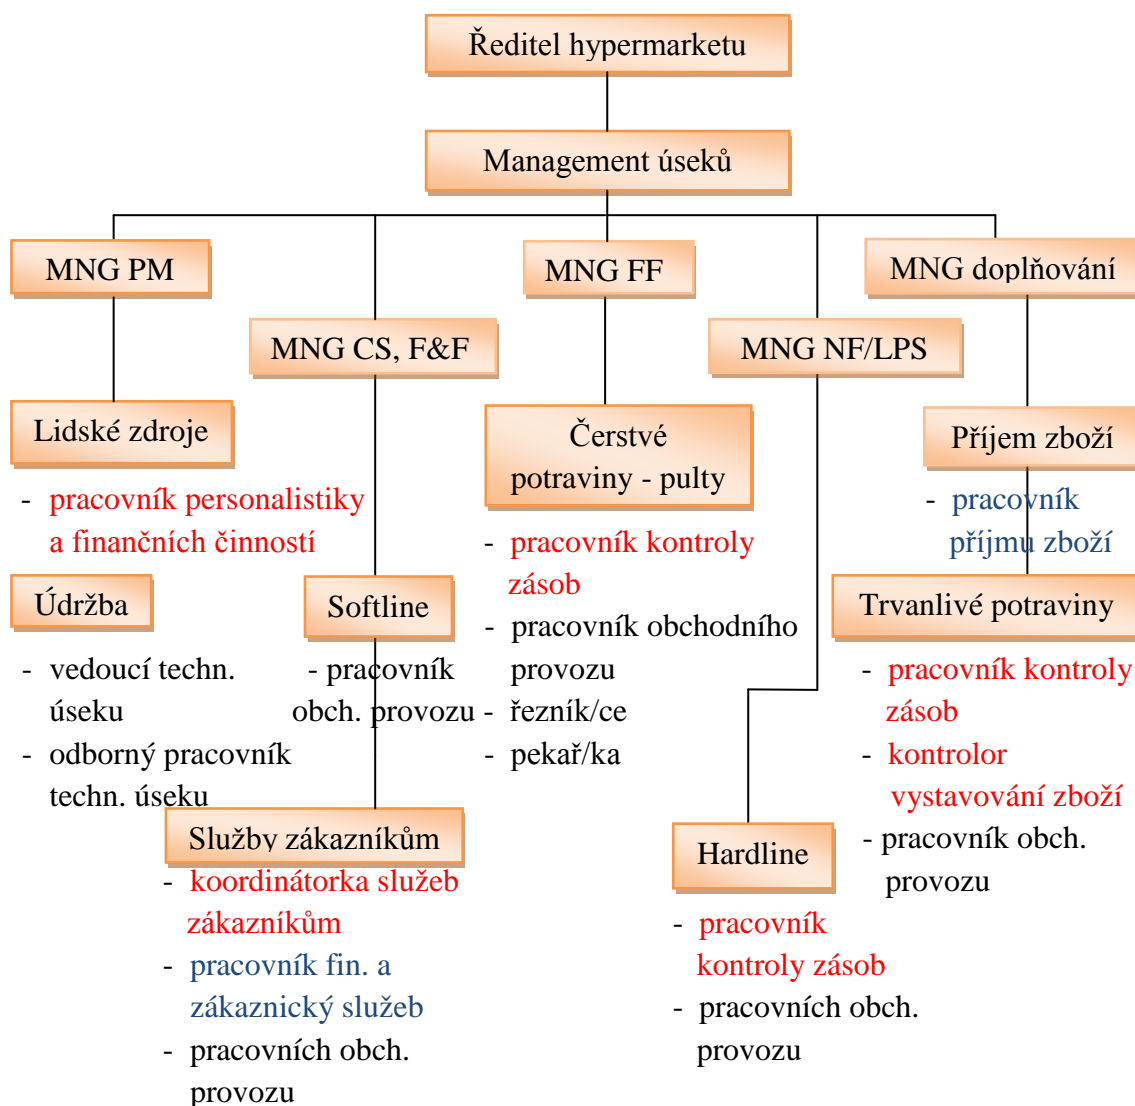 Ředitel hypermarketu
Management úseků
MNG PM
MNG FF
MNG doplňování
MNG CS, F&F
MNG NF/LPS
Lidské zdroje
- pracovník personalistiky
a finančních činností
Údržba
- vedoucí techn.
úseku
- odborný pracovník
techn. úseku
Softline
- pracovník
obch. provozu
Služby zákazníkům
- koordinátorka služeb
zákazníkům
- pracovník fin. a
zákaznický služeb
- pracovních obch.
provozu
Čerstvé
potraviny - pulty
- pracovník kontroly
zásob
- pracovník obchodního
provozu
- řezník/ce
- pekař/ka
Hardline
- pracovník
kontroly zásob
- pracovních obch.
provozu
Příjem zboží
- pracovník
příjmu zboží
Trvanlivé potraviny
- pracovník kontroly
zásob
- kontrolor
vystavování zboží
- pracovník obch.
provozu